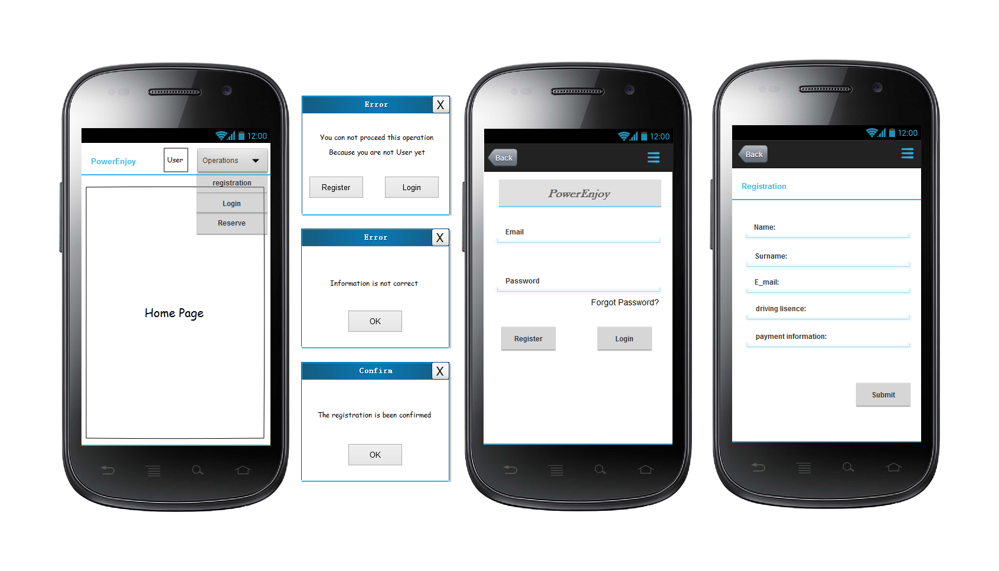 12:00
PowerEnjoy
User
Operations
registration
Login
Reserve
Home Page
Error
X
You con not proceed this operation
Because you are not User yet
Register
Login
Error
X
Information is not correct
OK
Confirm
X
The registration is been confirmed
OK
12:00
Back
PowerEnjoy
Email
Password
Forgot Password?
Register
Login
12:00
Back
Registration
Name:
Surname:
E_mail:
driving lisence:
payment information:
Submit